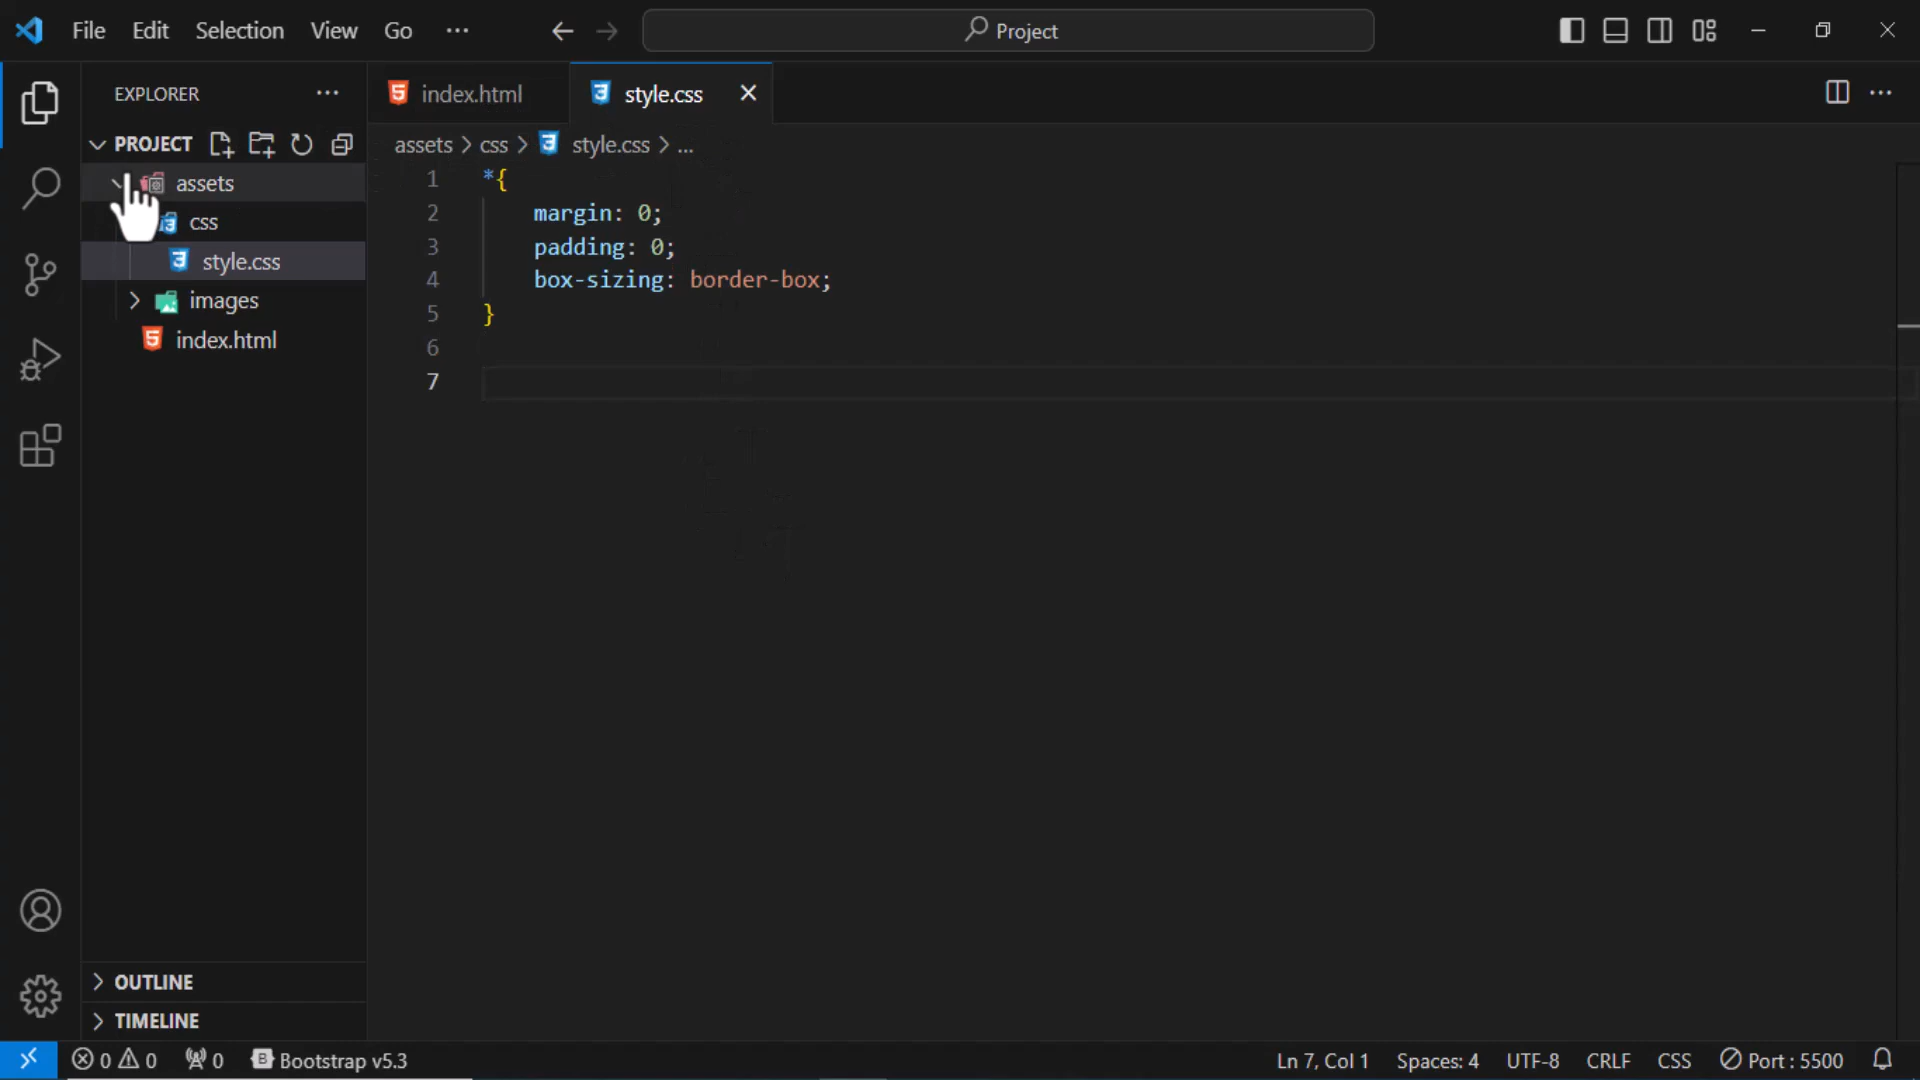 File Edit Selection View Go ··· Project
EXPLORER ···
PROJECT
assets
css
style.css
images
index.html
OUTLINE
TIMELINE
index.html style.css
assets > css > style.css > ...
1 *{
2 margin: 0;
3 padding: 0;
4 box-sizing: border-box;
5 }
6
7
0 0 0 Bootstrap v5.3 Ln 7, Col 1 Spaces: 4 UTF-8 CRLF CSS Port : 5500